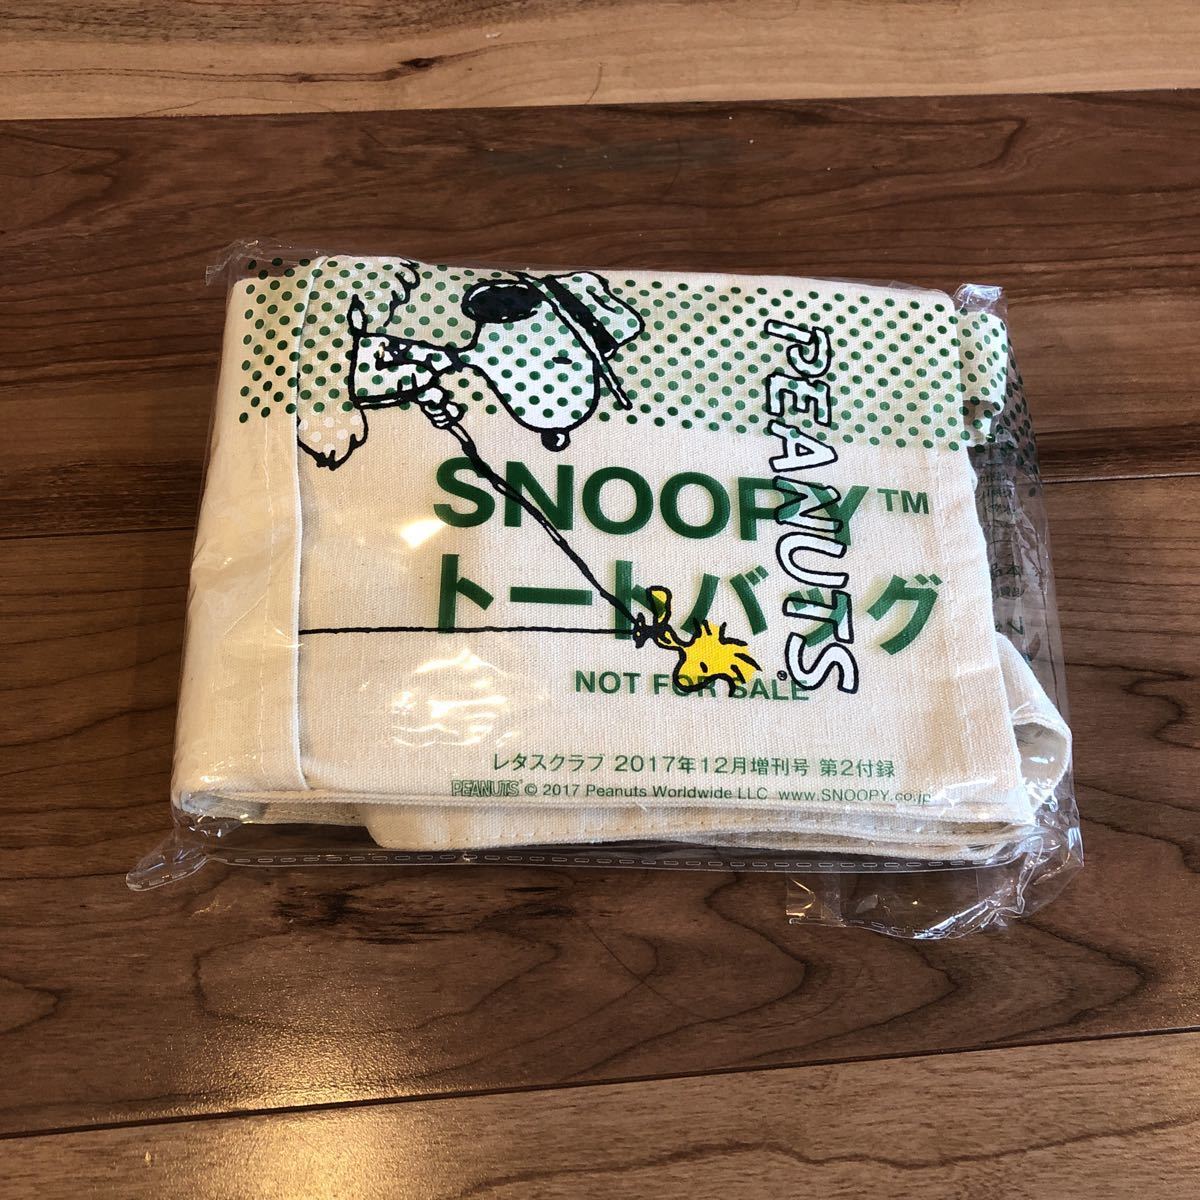 PEANUTS
SNOOPY™
トートバッグ
®
NOT FOR SALE
レタスクラブ 2017年12月増刊号 第2付録
PEANUTS® © 2017 Peanuts Worldwide LLC www.SNOOPY.co.jp